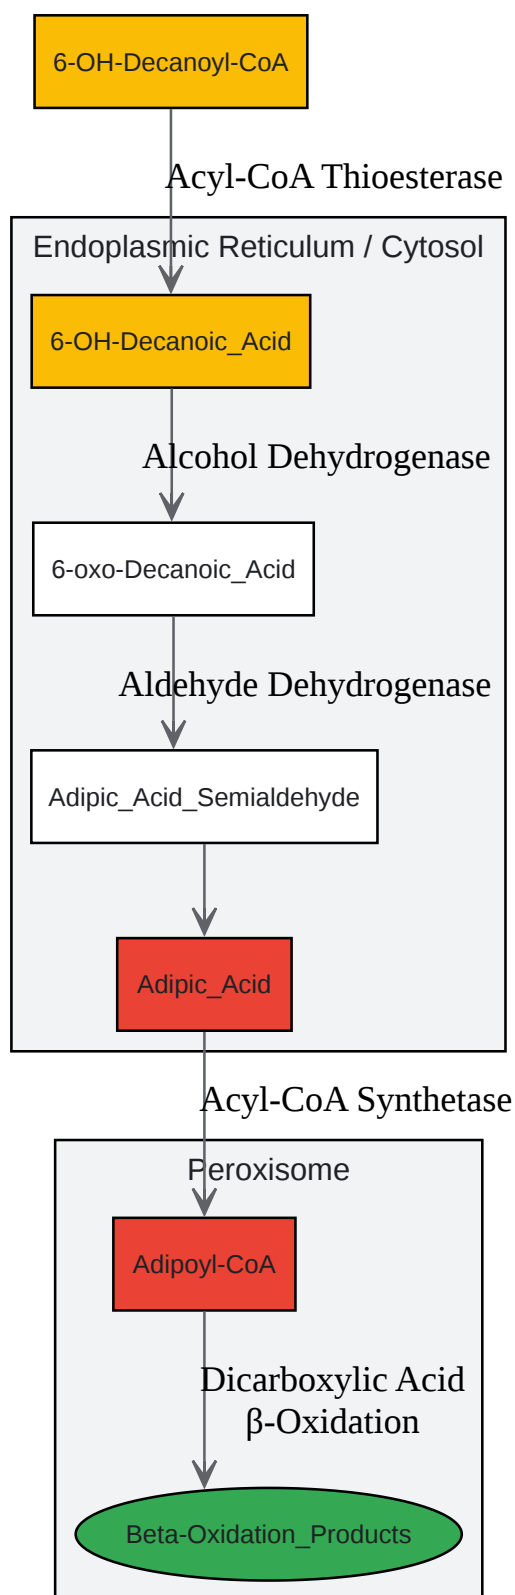 6-OH-Decanoyl-CoA
Acyl-CoA Thioesterase
Endoplasmic Reticulum / Cytosol
6-OH-Decanoic_Acid
Alcohol Dehydrogenase
6-oxo-Decanoic_Acid
Aldehyde Dehydrogenase
Adipic_Acid_Semialdehyde
Adipic_Acid
Acyl-CoA Synthetase
Peroxisome
Adipoyl-CoA
Dicarboxylic Acid
β-Oxidation
Beta-Oxidation_Products